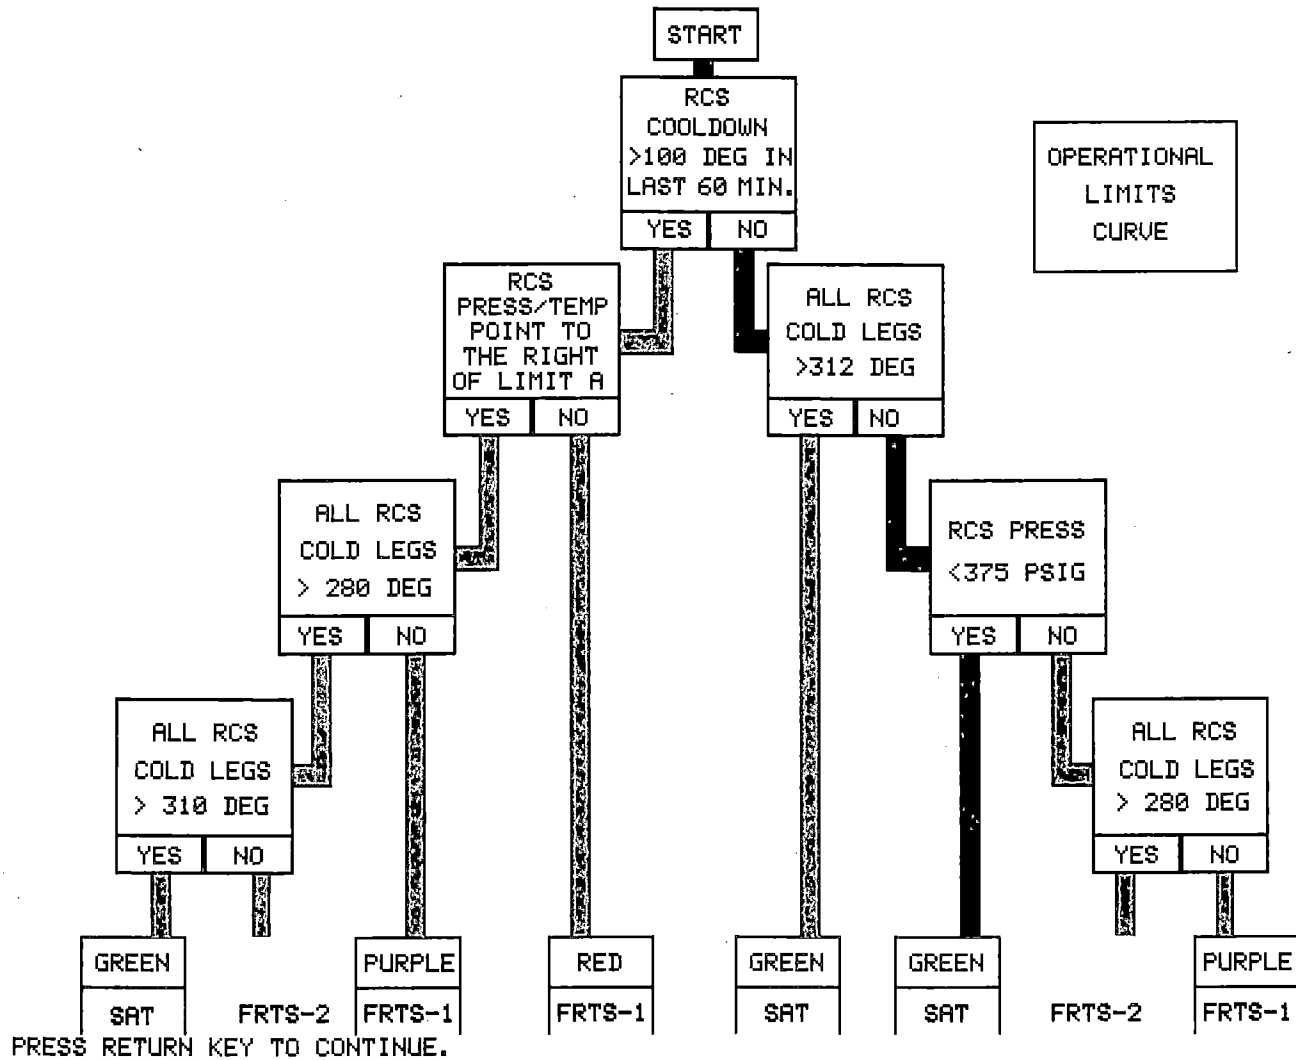 START
RCS
COOLDOWN
>100 DEG IN
LAST 60 MIN.
YES NO
OPERATIONAL
LIMITS
CURVE
RCS
PRESS/TEMP
POINT TO
THE RIGHT
OF LIMIT A
YES NO
ALL RCS
COLD LEGS
>312 DEG
YES NO
ALL RCS
COLD LEGS
> 280 DEG
YES NO
RCS PRESS
<375 PSIG
YES NO
ALL RCS
COLD LEGS
> 310 DEG
YES NO
ALL RCS
COLD LEGS
> 280 DEG
YES NO
GREEN PURPLE RED GREEN GREEN PURPLE
SAT FRTS-2 FRTS-1 FRTS-1 SAT SAT FRTS-2 FRTS-1
PRESS RETURN KEY TO CONTINUE.